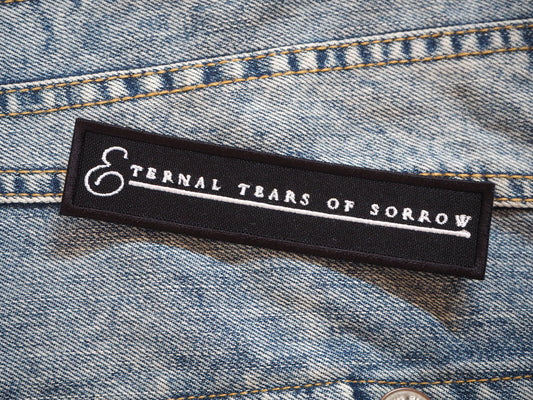 ETERNAL TEARS OF SORROW